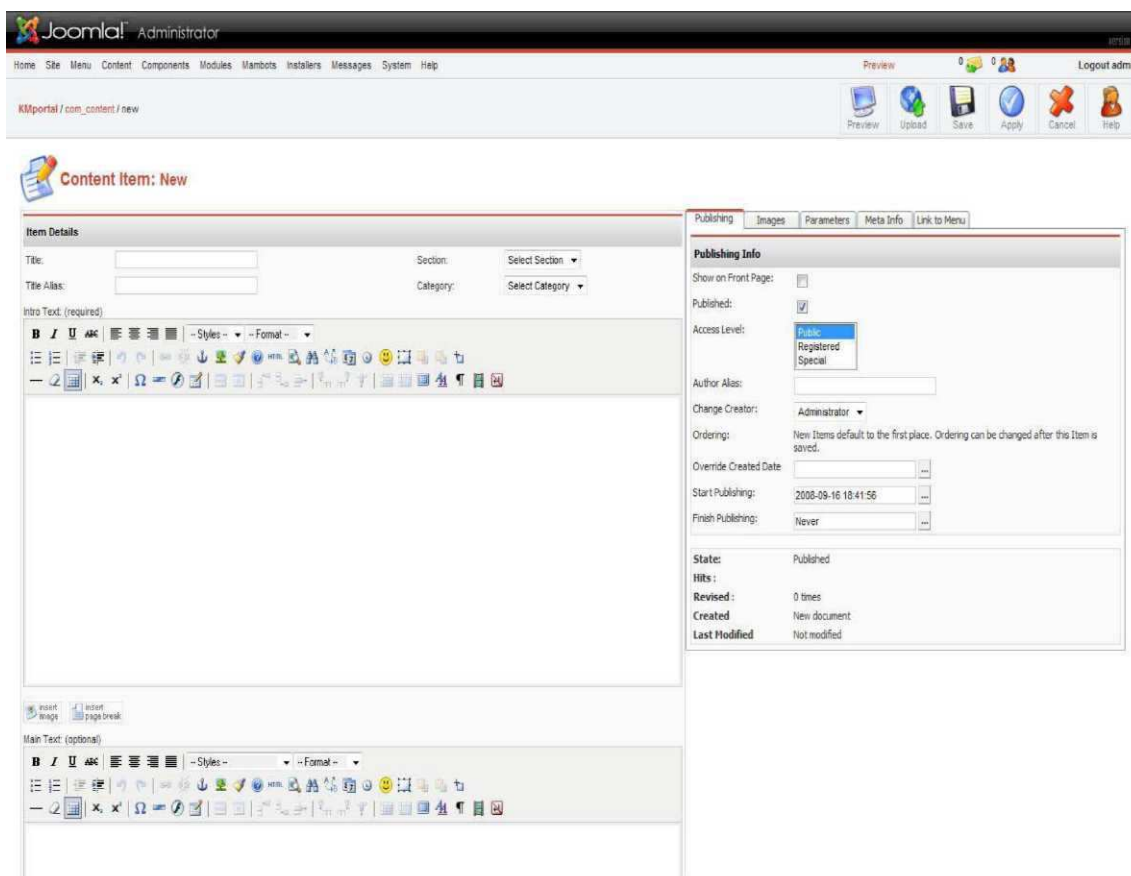 Joomla! Administrator
Home Site Menu Content Components Modules Mambots Installers Messages System Help
Preview 0 0 Logout adm
KMportal / com_content / new
Preview Upload Save Apply Cancel Help
Content Item: New
Item Details
Title:
Section: Select Section
Title Alias:
Category: Select Category
Intro Text: (required)
B I U ABC -- Styles -- -- Format --
HTML
insert image
insert page break
Main Text: (optional)
B I U ABC -- Styles -- -- Format --
HTML
Publishing Images Parameters Meta Info Link to Menu
Publishing Info
Show on Front Page:
Published:
Access Level: Public
Registered
Special
Author Alias:
Change Creator: Administrator
Ordering: New Items default to the first place. Ordering can be changed after this Item is
saved.
Override Created Date ...
Start Publishing: 2008-09-16 18:41:56 ...
Finish Publishing: Never ...
State: Published
Hits :
Revised : 0 times
Created New document
Last Modified Not modified